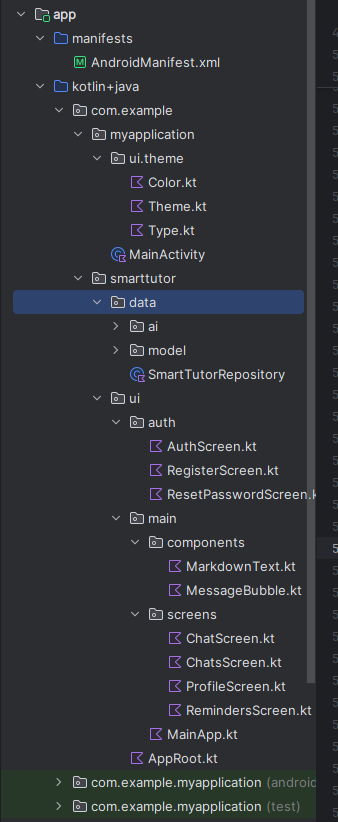 app
manifests
AndroidManifest.xml
kotlin+java
com.example
myapplication
ui.theme
Color.kt
Theme.kt
Type.kt
MainActivity
smarttutor
data
ai
model
SmartTutorRepository
ui
auth
AuthScreen.kt
RegisterScreen.kt
ResetPasswordScreen.k
main
components
MarkdownText.kt
MessageBubble.kt
screens
ChatScreen.kt
ChatsScreen.kt
ProfileScreen.kt
RemindersScreen.kt
MainApp.kt
AppRoot.kt
com.example.myapplication (android
com.example.myapplication (test)